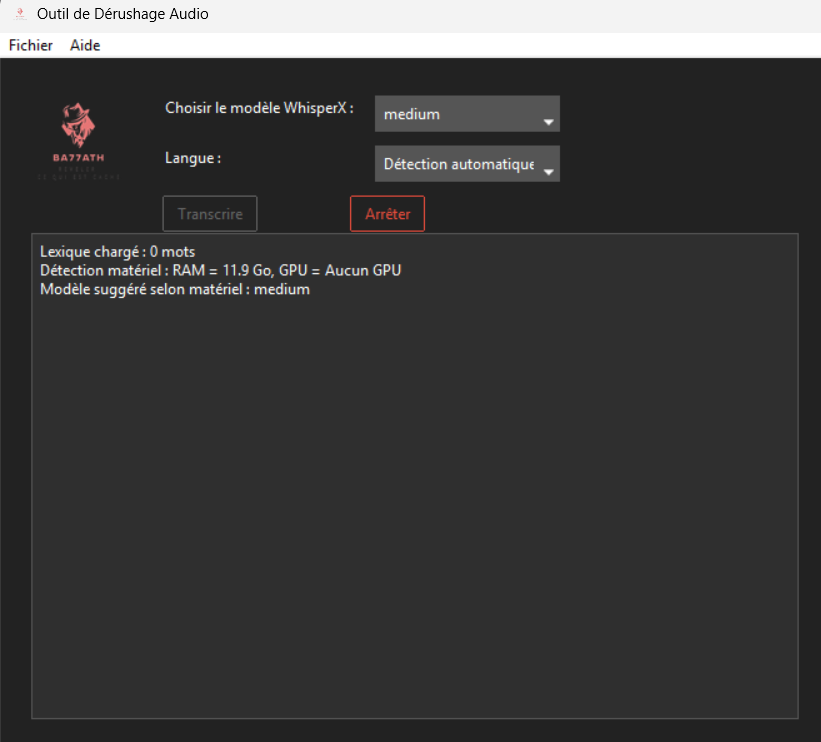 Outil de Dérushage Audio
Fichier Aide
BA77ATH
Choisir le modèle WhisperX :
medium
Langue :
Détection automatique
Transcrire Arrêter
Lexique chargé : 0 mots
Détection matériel : RAM = 11.9 Go, GPU = Aucun GPU
Modèle suggéré selon matériel : medium